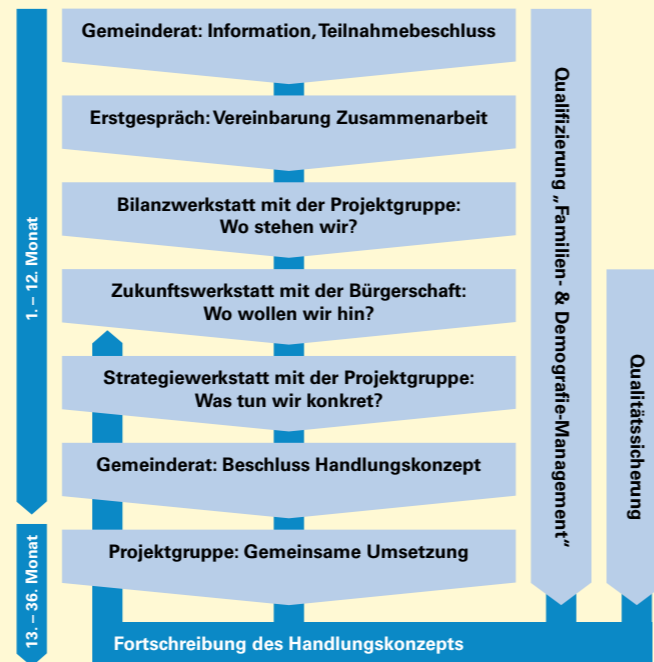 Gemeinderat: Information, Teilnahmebeschluss
Erstgespräch: Vereinbarung Zusammenarbeit
Bilanzwerkstatt mit der Projektgruppe:
Wo stehen wir?
Zukunftswerkstatt mit der Bürgerschaft:
Wo wollen wir hin?
Strategiewerkstatt mit der Projektgruppe:
Was tun wir konkret?
Gemeinderat: Beschluss Handlungskonzept
Projektgruppe: Gemeinsame Umsetzung
Fortschreibung des Handlungskonzepts
1. – 12. Monat
13. – 36. Monat
Qualifizierung „Familien- & Demografie-Management“
Qualitätssicherung